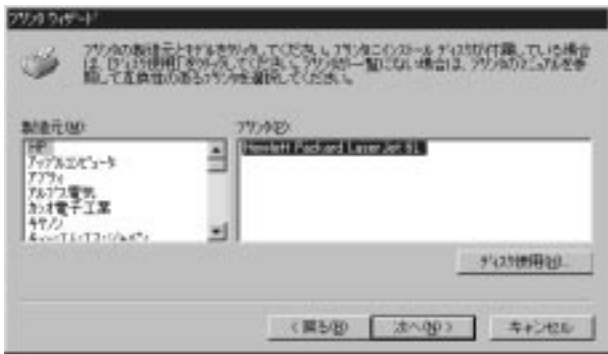 プリンタ ウィザード
プリンタの製造元とモデルをクリックしてください。プリンタにインストール ディスクが付属している場合
は、[ディスク使用] をクリックしてください。プリンタが一覧にない場合は、プリンタのマニュアルを参
照して互換性のあるプリンタを選択してください。
製造元(M):
プリンタ(P):
HP
アップルコンピュータ
アプティ
アルプス電気
カシオ電子工業
キヤノン
Hewlett Packard LaserJet 6L
ディスク使用(H)...
< 戻る(B)
次へ(N) >
キャンセル